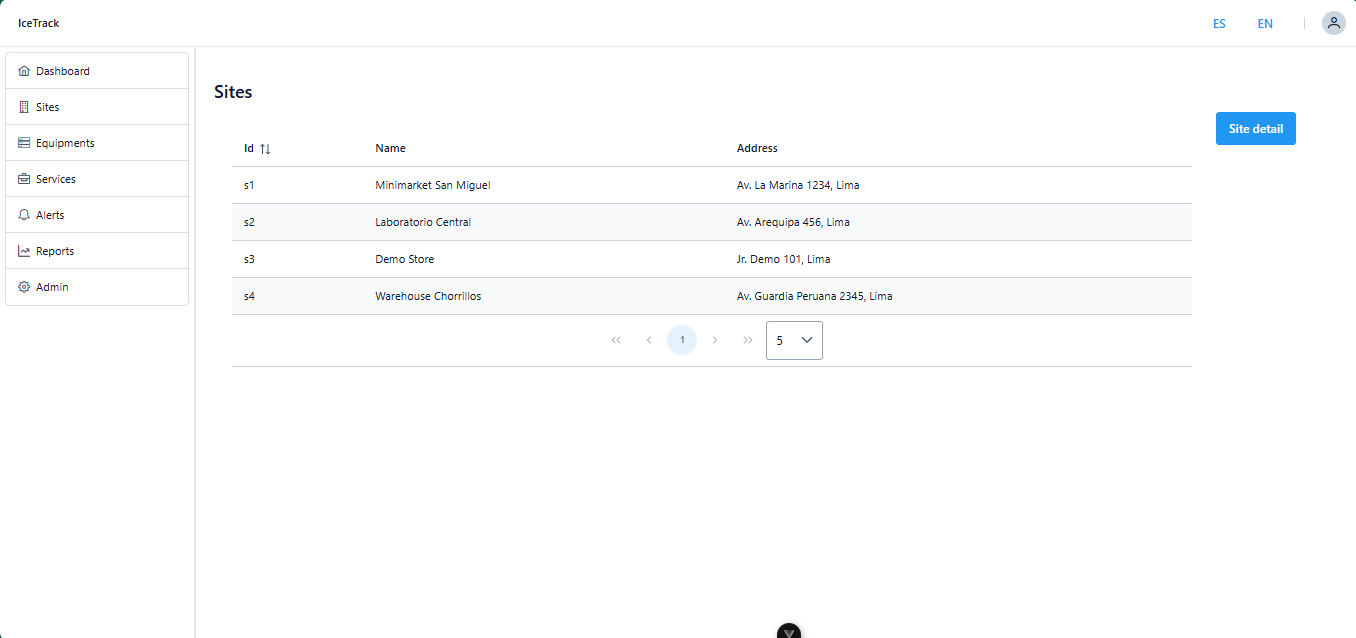 IceTrack
ES EN
Dashboard
Sites
Equipments
Services
Alerts
Reports
Admin
Sites
Site detail
Id Name Address
s1 Minimarket San Miguel Av. La Marina 1234, Lima
s2 Laboratorio Central Av. Arequipa 456, Lima
s3 Demo Store Jr. Demo 101, Lima
s4 Warehouse Chorrillos Av. Guardia Peruana 2345, Lima
1 5